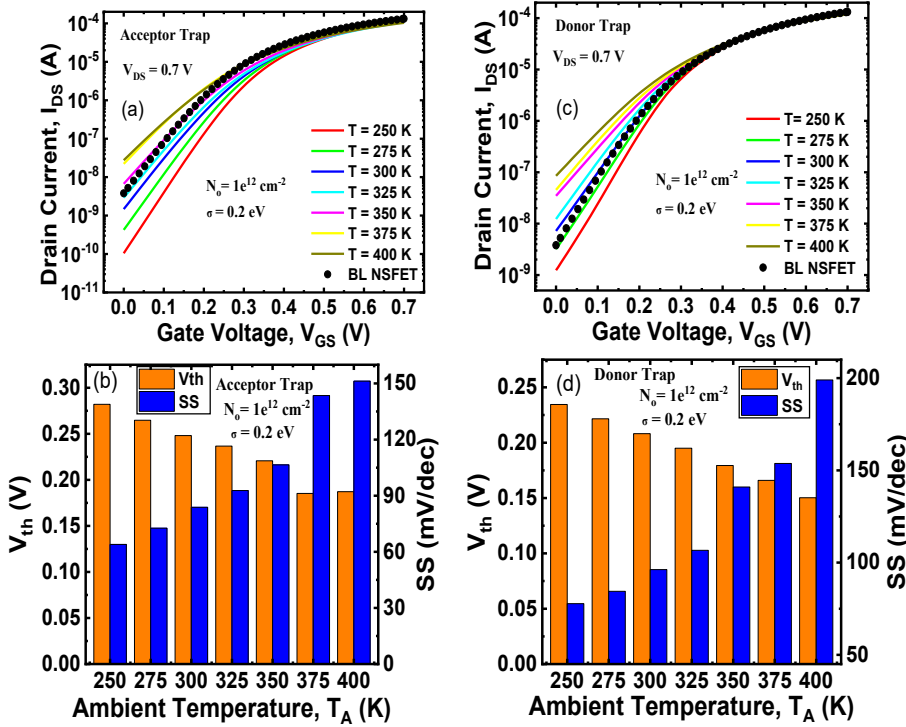 10⁻⁴
10⁻⁵
10⁻⁶
10⁻⁷
10⁻⁸
10⁻⁹
10⁻¹⁰
10⁻¹¹
Drain Current, I_DS (A)
Acceptor Trap
V_DS = 0.7 V
(a)
T = 250 K
T = 275 K
T = 300 K
T = 325 K
T = 350 K
T = 375 K
T = 400 K
BL NSFET
N_o = 1e¹² cm⁻²
σ = 0.2 eV
0.0 0.1 0.2 0.3 0.4 0.5 0.6 0.7
Gate Voltage, V_GS (V)
10⁻⁴
10⁻⁵
10⁻⁶
10⁻⁷
10⁻⁸
10⁻⁹
Drain Current, I_DS (A)
Donor Trap
V_DS = 0.7 V
(c)
T = 250 K
T = 275 K
T = 300 K
T = 325 K
T = 350 K
T = 375 K
T = 400 K
BL NSFET
N_o = 1e¹² cm⁻²
σ = 0.2 eV
0.0 0.1 0.2 0.3 0.4 0.5 0.6 0.7
Gate Voltage, V_GS (V)
(b)
Vth
SS
Acceptor Trap
N_o = 1e¹² cm⁻²
σ = 0.2 eV
0.30
0.25
0.20
0.15
0.10
0.05
0.00
V_th (V)
150
120
90
60
30
0
SS (mV/dec)
250 275 300 325 350 375 400
Ambient Temperature, T_A (K)
(d)
Donor Trap
N_o = 1e¹² cm⁻²
σ = 0.2 eV
V_th
SS
0.25
0.20
0.15
0.10
0.05
0.00
V_th (V)
200
150
100
50
SS (mV/dec)
250 275 300 325 350 375 400
Ambient Temperature, T_A (K)